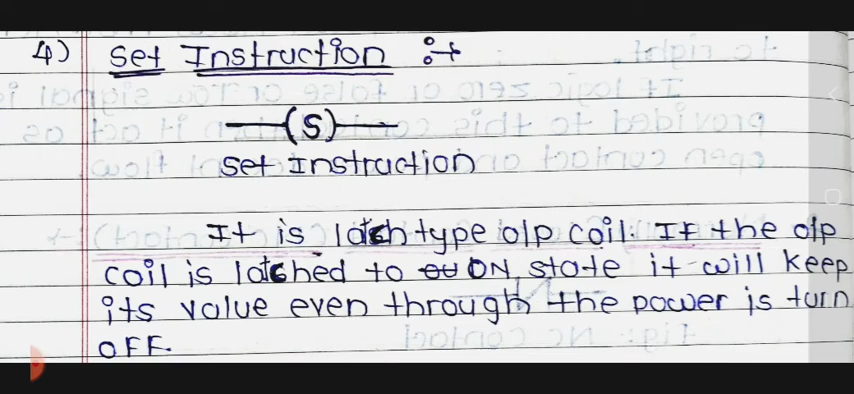 4) Set Instruction :-
(S)
Set Instruction
It is latch type o/p coil. If the o/p
coil is latched to ON state it will keep
its value even through the power is turn
OFF.